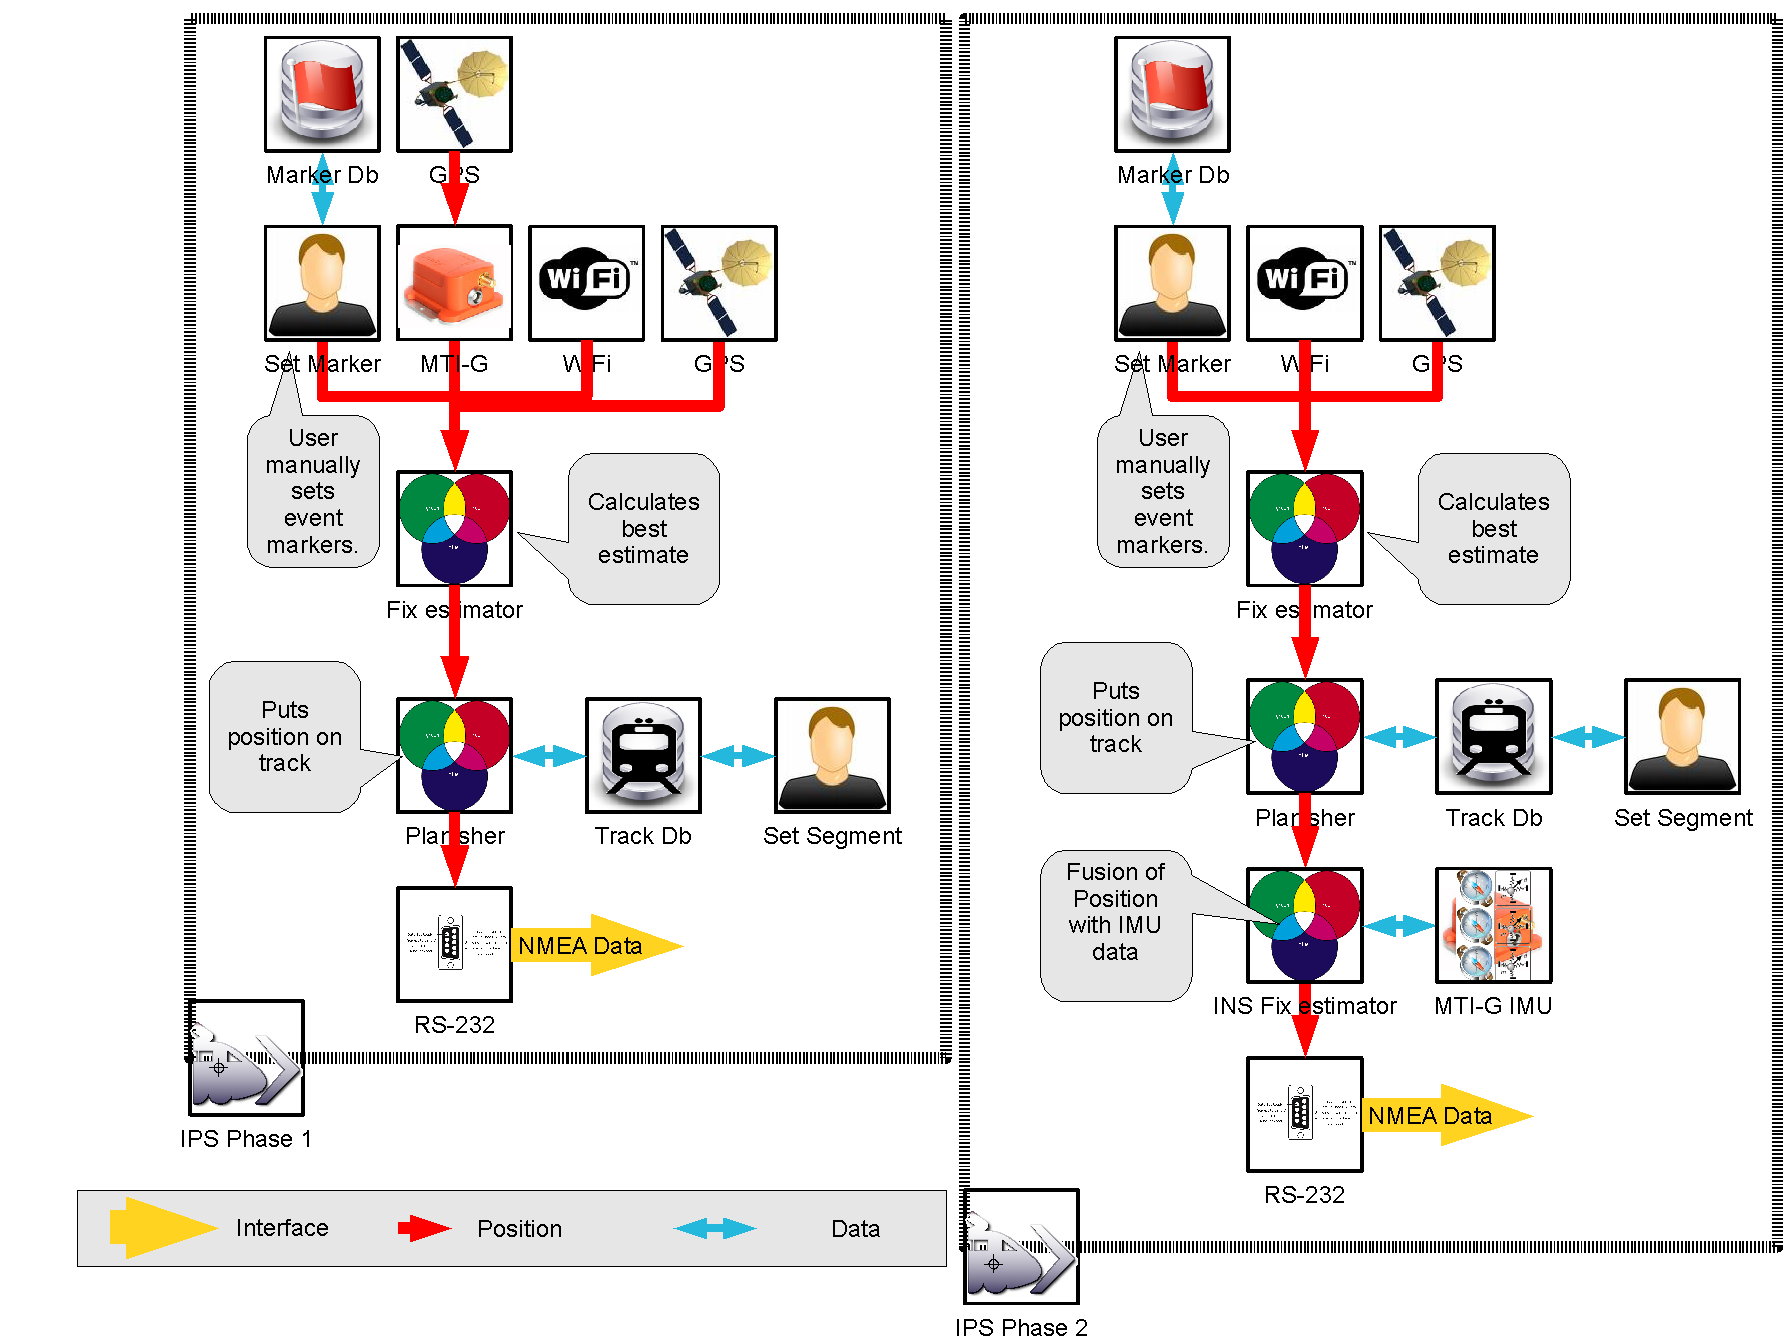 Marker Db
GPS
Set Marker
MTI-G
WiFi
WiFi
GPS
User
manually
sets
event
markers.
Calculates
best
estimate
Fix estimator
Puts
position on
track
Planisher
Track Db
Set Segment
NMEA Data
RS-232
IPS Phase 1
Marker Db
Set Marker
WiFi
WiFi
GPS
User
manually
sets
event
markers.
Calculates
best
estimate
Fix estimator
Puts
position on
track
Planisher
Track Db
Set Segment
Fusion of
Position
with IMU
data
INS Fix estimator
MTI-G IMU
NMEA Data
RS-232
IPS Phase 2
Interface
Position
Data